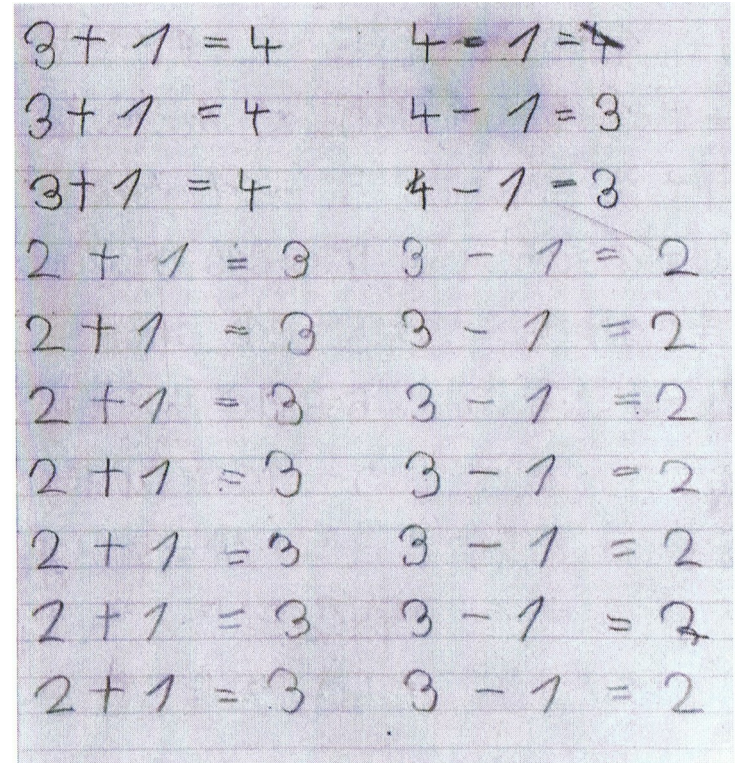 3 + 1 = 4 4 - 1 =
3 + 1 = 4 4 - 1 = 3
3 + 1 = 4 4 - 1 = 3
2 + 1 = 3 3 - 1 = 2
2 + 1 = 3 3 - 1 = 2
2 + 1 = 3 3 - 1 = 2
2 + 1 = 3 3 - 1 = 2
2 + 1 = 3 3 - 1 = 2
2 + 1 = 3 3 - 1 = 2
2 + 1 = 3 3 - 1 = 2